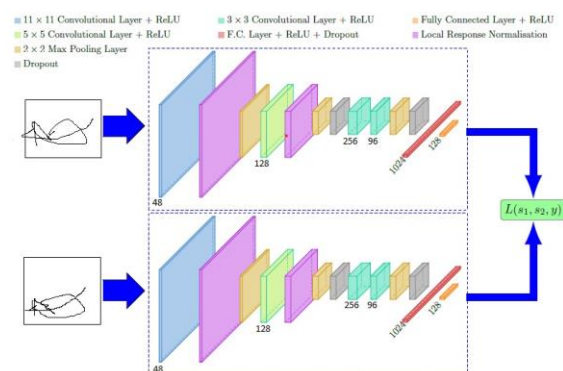 11 × 11 Convolutional Layer + ReLU
3 × 3 Convolutional Layer + ReLU
Fully Connected Layer + ReLU
5 × 5 Convolutional Layer + ReLU
F.C. Layer + ReLU + Dropout
Local Response Normalisation
2 × 2 Max Pooling Layer
Dropout
48
128
256
96
1024
128
L(s₁, s₂, y)
48
128
256
96
1024
128